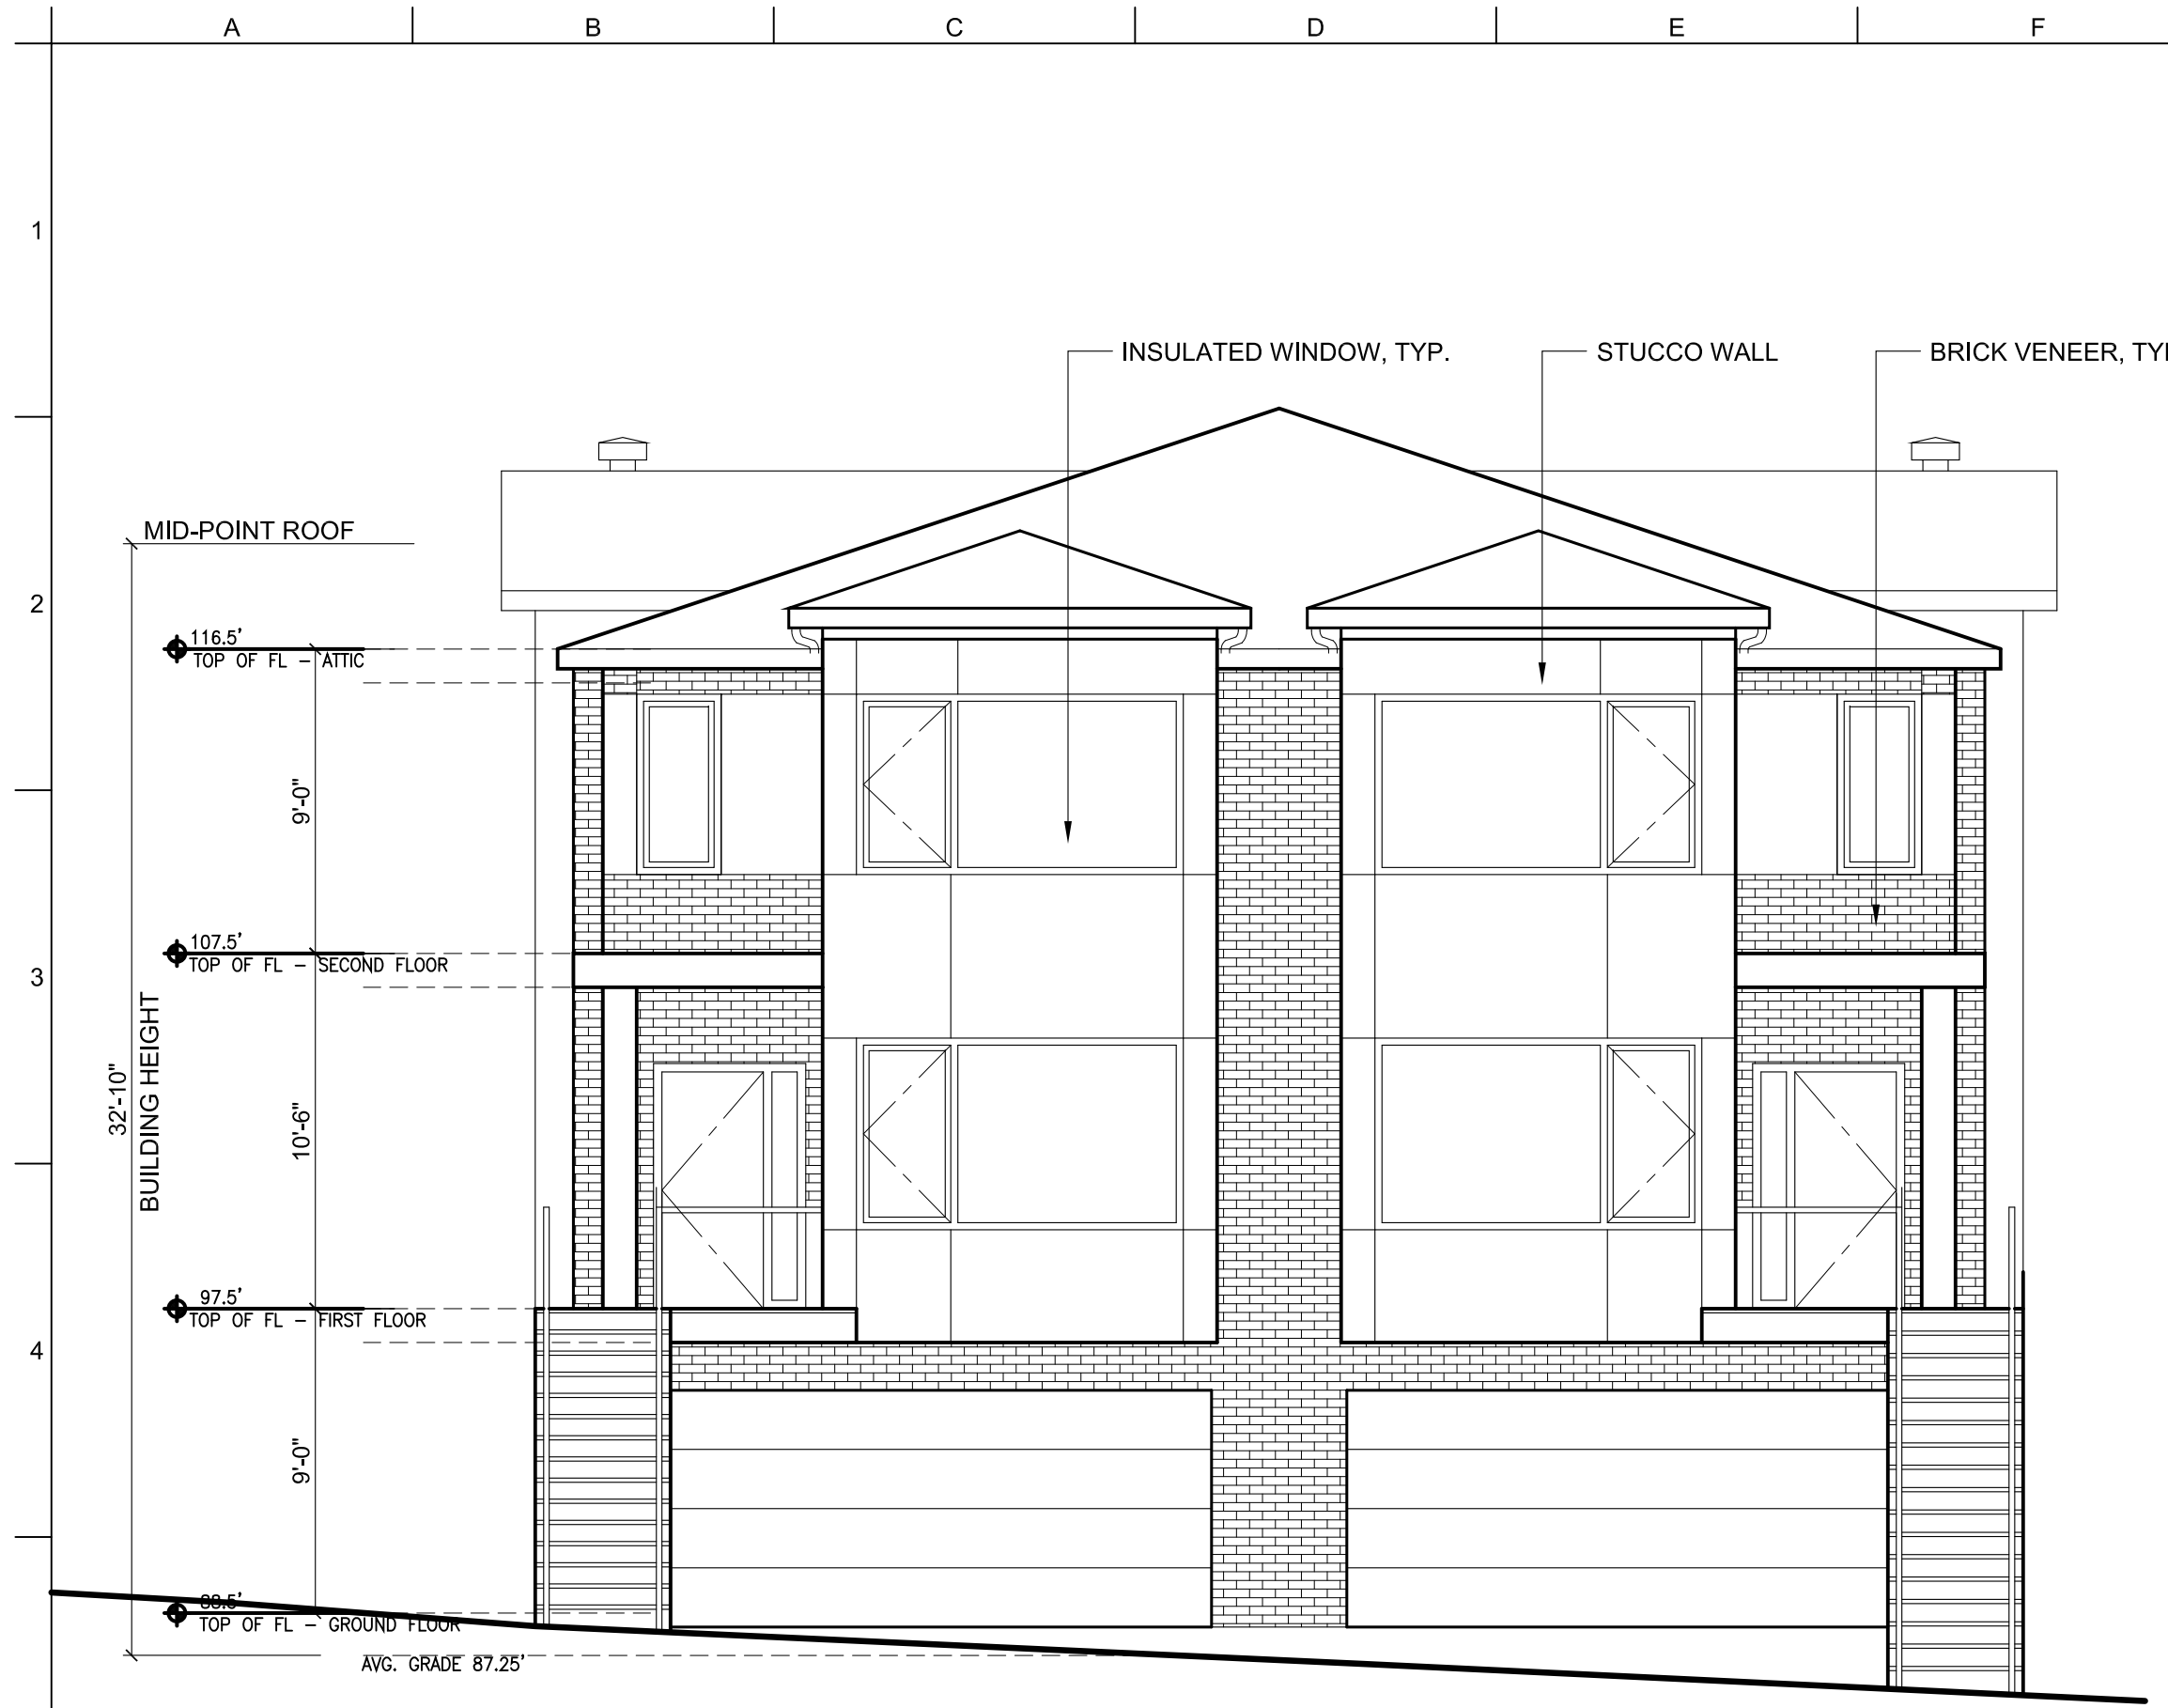 A B C D E F
1
INSULATED WINDOW, TYP.
STUCCO WALL
BRICK VENEER, TY
MID-POINT ROOF
2
116.5'
TOP OF FL - ATTIC
9'-0"
107.5'
TOP OF FL - SECOND FLOOR
3
32'-10"
BUILDING HEIGHT
10'-6"
97.5'
TOP OF FL - FIRST FLOOR
4
9'-0"
88.5'
TOP OF FL - GROUND FLOOR
AVG. GRADE 87.25'